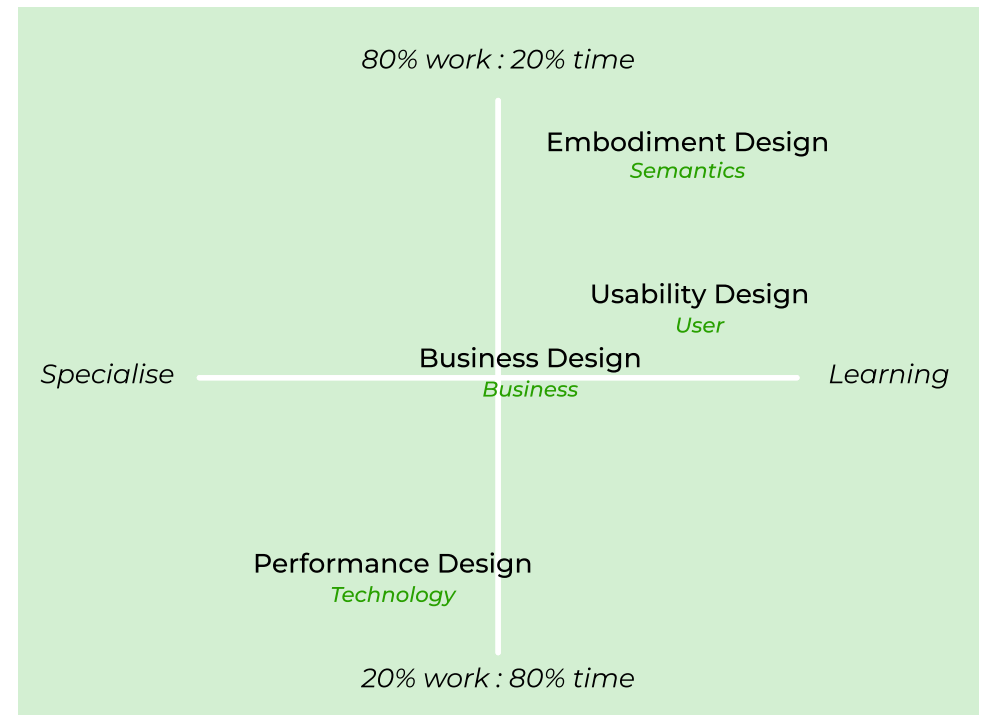 80% work : 20% time
Embodiment Design
Semantics
Usability Design
User
Business Design
Specialise
Learning
Business
Performance Design
Technology
20% work : 80% time